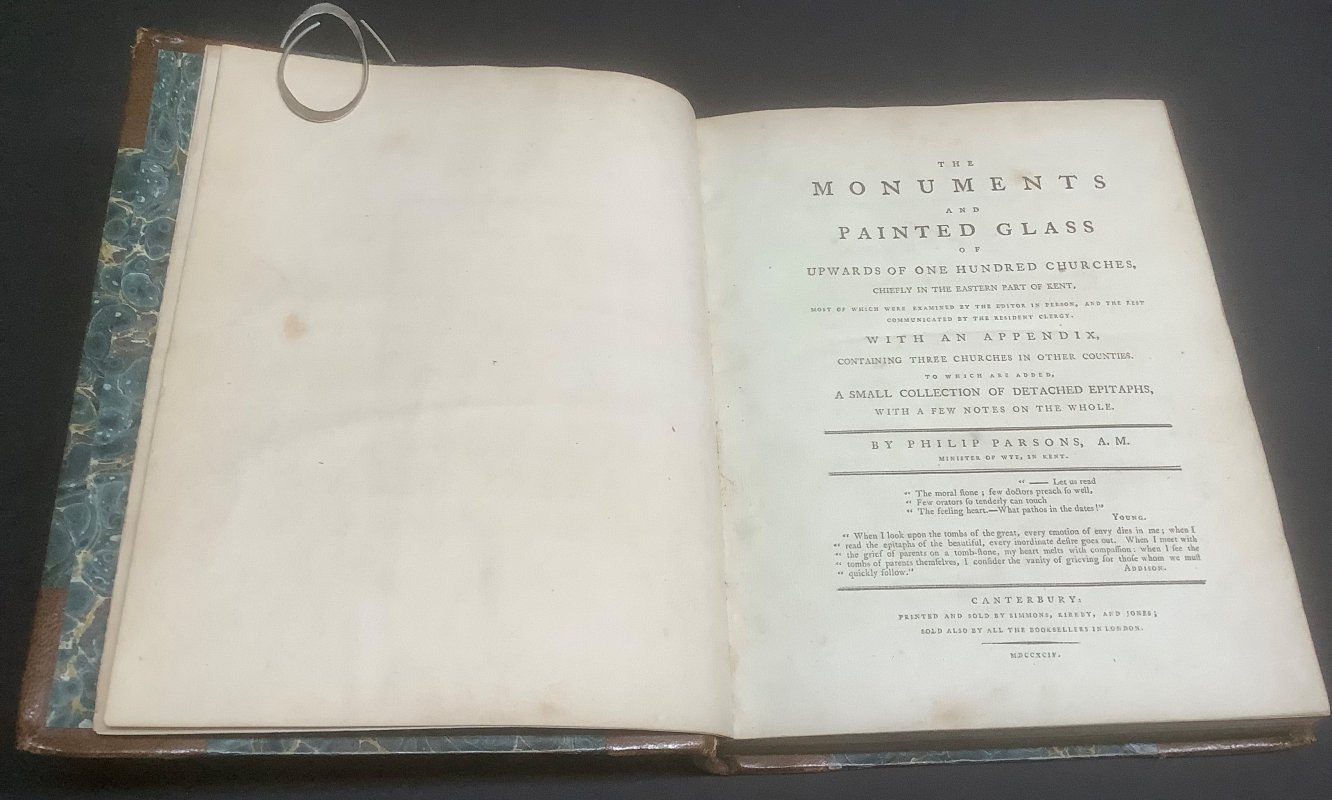 THE
MONUMENTS
AND
PAINTED GLASS
OF
UPWARDS OF ONE HUNDRED CHURCHES,
CHIEFLY IN THE EASTERN PART OF KENT,
MOST OF WHICH WERE EXAMINED BY THE EDITOR IN PERSON, AND THE REST
COMMUNICATED BY THE RESIDENT CLERGY.
WITH AN APPENDIX,
CONTAINING THREE CHURCHES IN OTHER COUNTIES.
TO WHICH ARE ADDED,
A SMALL COLLECTION OF DETACHED EPITAPHS,
WITH A FEW NOTES ON THE WHOLE.
BY PHILIP PARSONS, A. M.
MINISTER OF WYE, IN KENT.
“ —— Let us read
“ The moral ſtone ; few doctors preach ſo well,
“ Few orators ſo tenderly can touch
“ The feeling heart.—What pathos in the dates !”
YOUNG.
“ When I look upon the tombs of the great, every emotion of envy dies in me ; when I
“ read the epitaphs of the beautiful, every inordinate deſire goes out. When I meet with
“ the grief of parents on a tomb-ſtone, my heart melts with compaſſion : when I ſee the
“ tombs of parents themſelves, I conſider the vanity of grieving for thoſe whom we muſt
“ quickly follow.”
ADDISON.
CANTERBURY:
PRINTED AND SOLD BY SIMMONS, KIRKBY, AND JONES ;
SOLD ALSO BY ALL THE BOOKSELLERS IN LONDON.
MDCCXCIV.